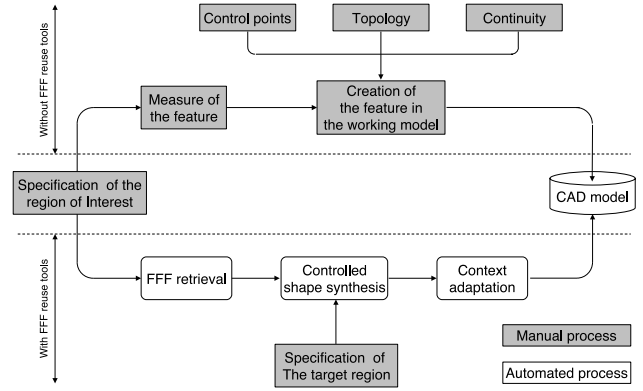 Control points
Topology
Continuity
Without FFF reuse tools
Measure of
the feature
Creation of
the feature in
the working model
Specification of the
region of Interest
CAD model
With FFF reuse tools
FFF retrieval
Controlled
shape synthesis
Context
adaptation
Specification of
The target region
Manual process
Automated process